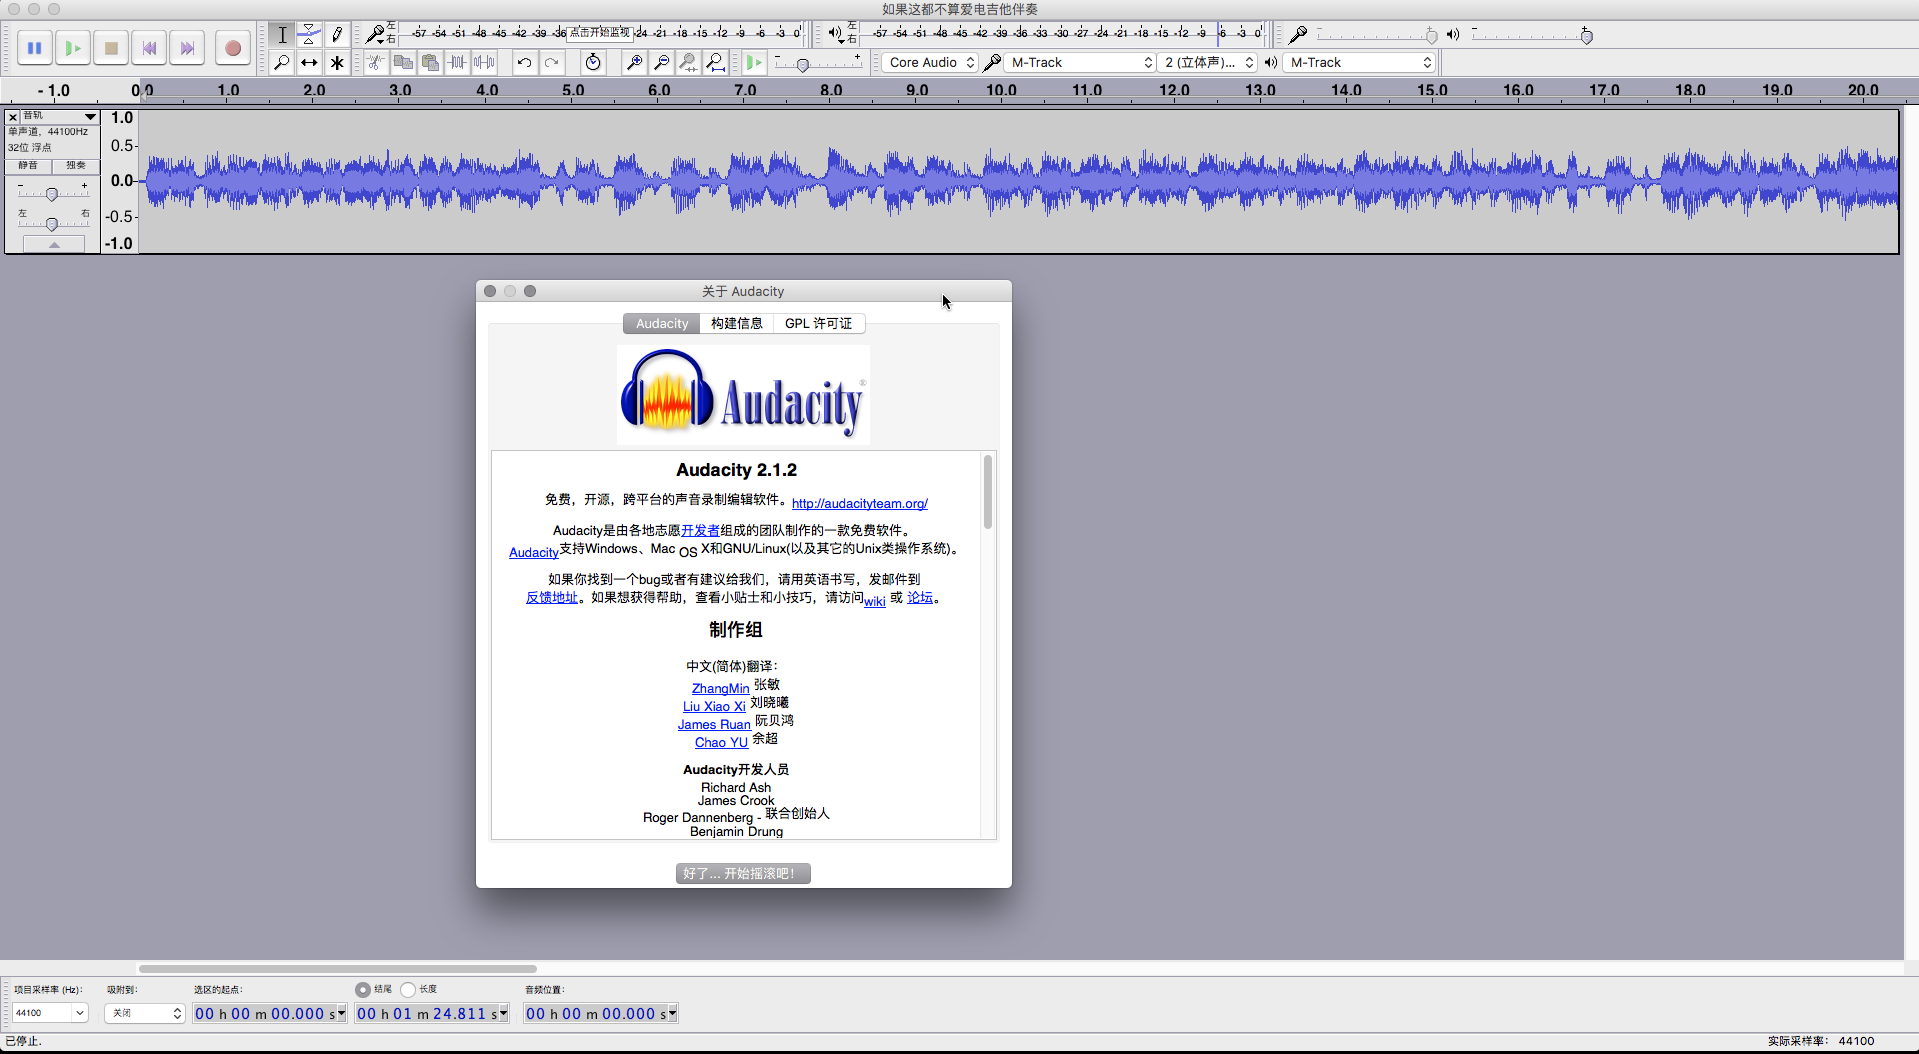 如果这都不算爱电吉他伴奏
左
右
-57 -54 -51 -48 -45 -42 -39 -36 点击开始监视 -24 -21 -18 -15 -12 -9 -6 -3 0
左
右
-57 -54 -51 -48 -45 -42 -39 -36 -33 -30 -27 -24 -21 -18 -15 -12 -9 -6 -3 0
Core Audio
M-Track
2 (立体声)...
M-Track
- 1.0 0.0 1.0 2.0 3.0 4.0 5.0 6.0 7.0 8.0 9.0 10.0 11.0 12.0 13.0 14.0 15.0 16.0 17.0 18.0 19.0 20.0
音轨
单声道, 44100Hz
32位 浮点
静音 独奏
- +
左 右
1.0
0.5-
0.0-
-0.5-
-1.0
关于 Audacity
Audacity 构建信息 GPL 许可证
Audacity®
Audacity 2.1.2
免费，开源，跨平台的声音录制编辑软件。http://audacityteam.org/
Audacity是由各地志愿开发者组成的团队制作的一款免费软件。
Audacity支持Windows、Mac OS X和GNU/Linux(以及其它的Unix类操作系统)。
如果你找到一个bug或者有建议给我们，请用英语书写，发邮件到
反馈地址。如果想获得帮助，查看小贴士和小技巧，请访问wiki 或 论坛。
制作组
中文(简体)翻译：
ZhangMin 张敏
Liu Xiao Xi 刘晓曦
James Ruan 阮贝鸿
Chao YU 余超
Audacity开发人员
Richard Ash
James Crook
Roger Dannenberg - 联合创始人
Benjamin Drung
好了... 开始摇滚吧！
项目采样率 (Hz)： 吸附到： 选区的起点： 结尾 长度 音频位置：
44100 关闭 00 h 00 m 00.000 s 00 h 01 m 24.811 s 00 h 00 m 00.000 s
已停止.
实际采样率： 44100